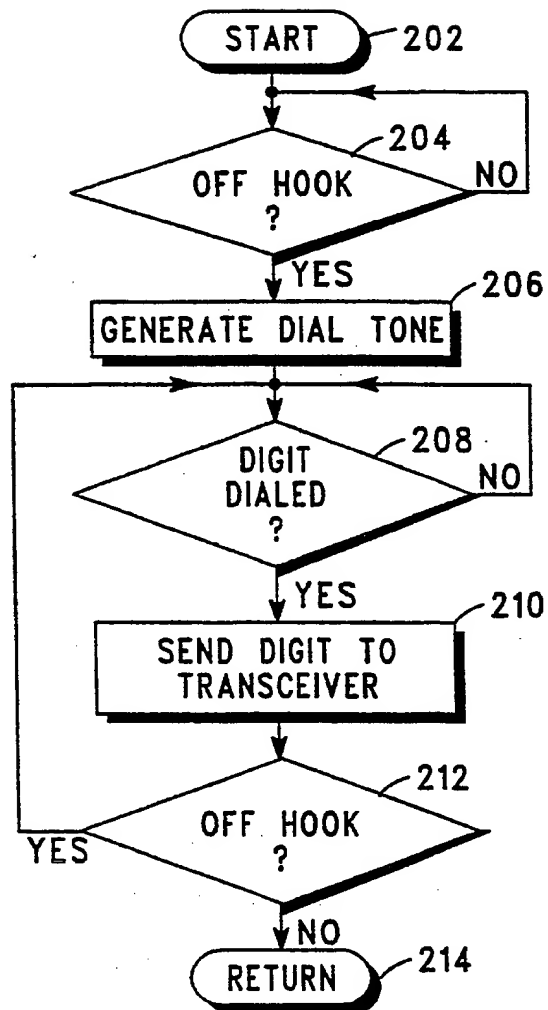 START
202
204
OFF HOOK
?
NO
YES
206
GENERATE DIAL TONE
208
DIGIT
DIALED
?
NO
YES
210
SEND DIGIT TO
TRANSCEIVER
212
OFF HOOK
?
YES
NO
RETURN
214